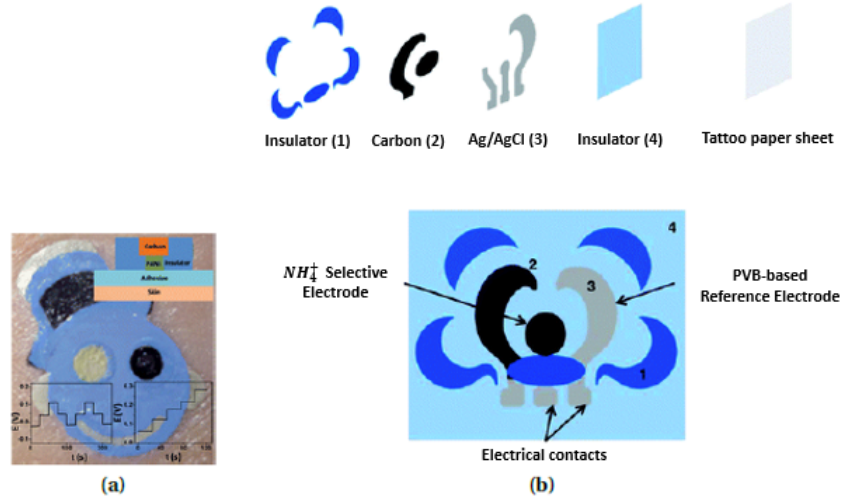 Insulator (1) Carbon (2) Ag/AgCl (3) Insulator (4) Tattoo paper sheet
Carbon
Insulator
Adhesive
Skin
E (V)
t (s)
E (V)
t (s)
(a)
NH₄⁺ Selective
Electrode
4
2
3
1
PVB-based
Reference Electrode
Electrical contacts
(b)